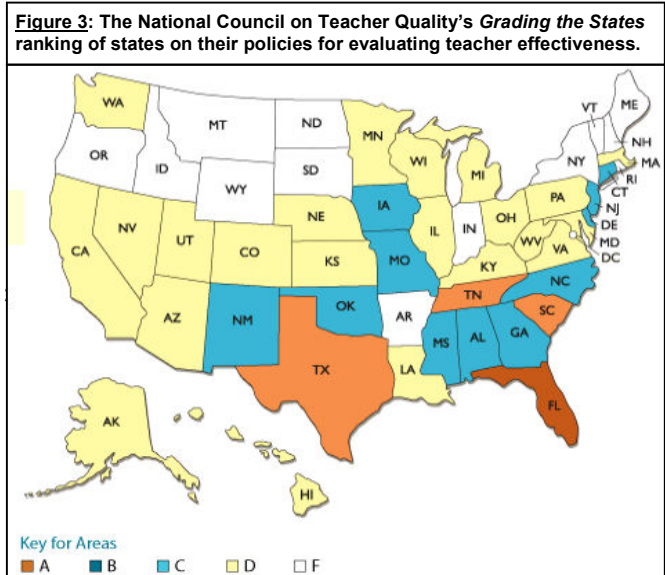 Figure 3: The National Council on Teacher Quality's Grading the States
ranking of states on their policies for evaluating teacher effectiveness.
WA
MT
ND
MN
VT
ME
OR
ID
WY
SD
WI
MI
NY
NH
MA
RI
CT
NJ
DE
MD
DC
NV
UT
CO
NE
KS
IA
MO
IL
IN
OH
PA
WV
VA
KY
CA
AZ
NM
OK
AR
TN
NC
SC
MS
AL
GA
TX
LA
FL
AK
HI
Key for Areas
A B C D F